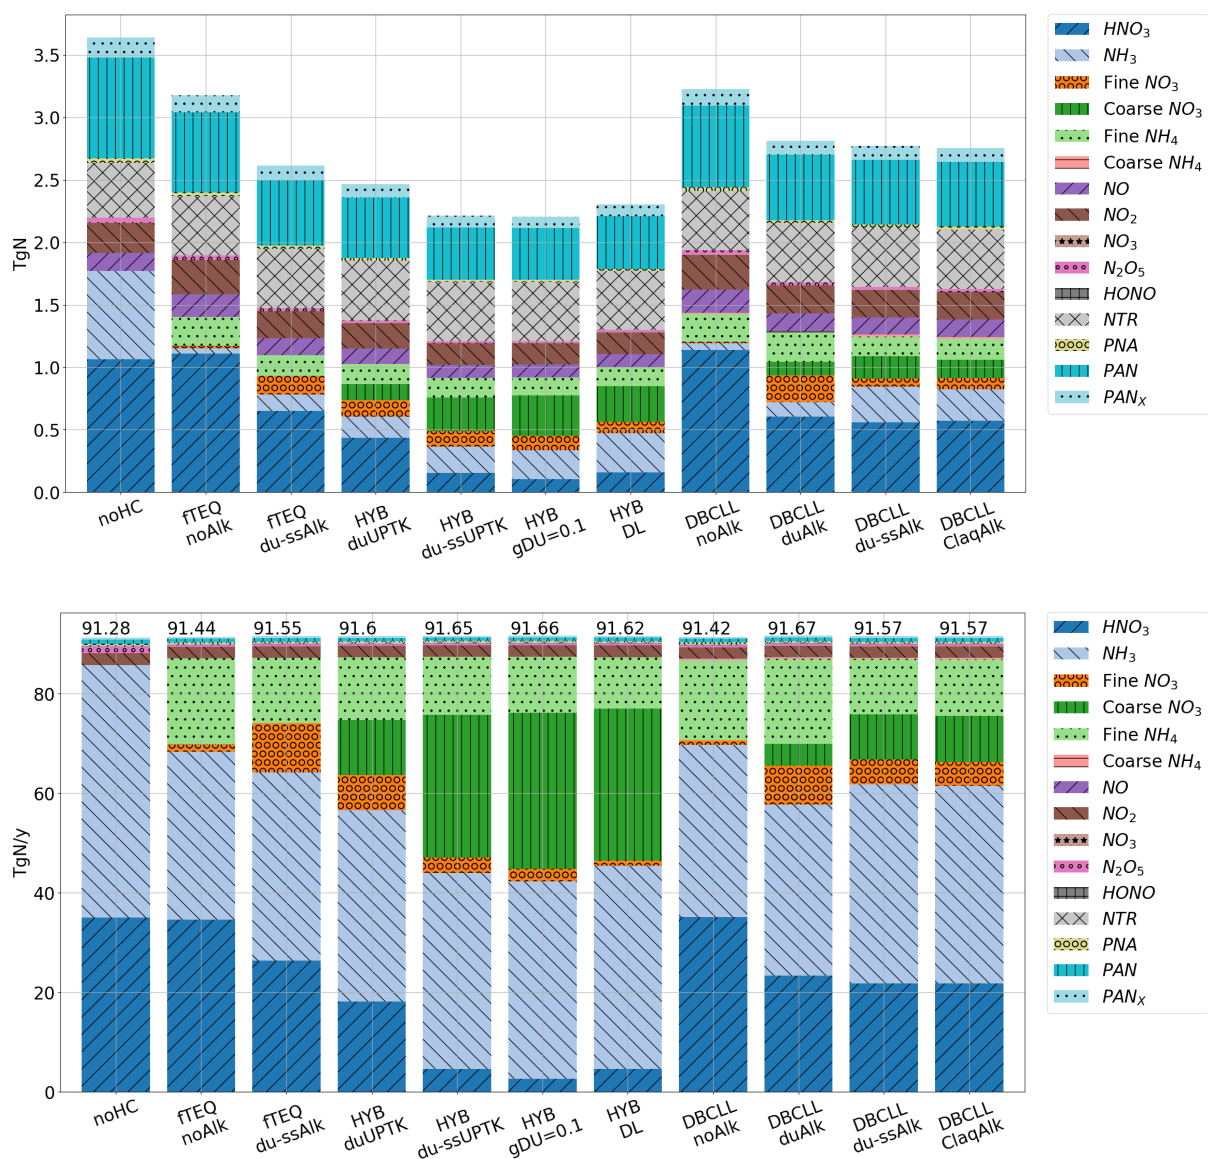 3.5
3.0
2.5
2.0
1.5
1.0
0.5
0.0
TgN
noHC
fTEQ
noAlk
fTEQ
du-ssAlk
HYB
duUPTK
HYB
du-ssUPTK
HYB
gDU=0.1
HYB
DL
DBCLL
noAlk
DBCLL
duAlk
DBCLL
du-ssAlk
DBCLL
ClaqAlk
HNO₃
NH₃
Fine NO₃
Coarse NO₃
Fine NH₄
Coarse NH₄
NO
NO₂
NO₃
N₂O₅
HONO
NTR
PNA
PAN
PANₓ
91.28 91.44 91.55 91.6 91.65 91.66 91.62 91.42 91.67 91.57 91.57
80
60
40
20
0
TgN/y
noHC
fTEQ
noAlk
fTEQ
du-ssAlk
HYB
duUPTK
HYB
du-ssUPTK
HYB
gDU=0.1
HYB
DL
DBCLL
noAlk
DBCLL
duAlk
DBCLL
du-ssAlk
DBCLL
ClaqAlk
HNO₃
NH₃
Fine NO₃
Coarse NO₃
Fine NH₄
Coarse NH₄
NO
NO₂
NO₃
N₂O₅
HONO
NTR
PNA
PAN
PANₓ